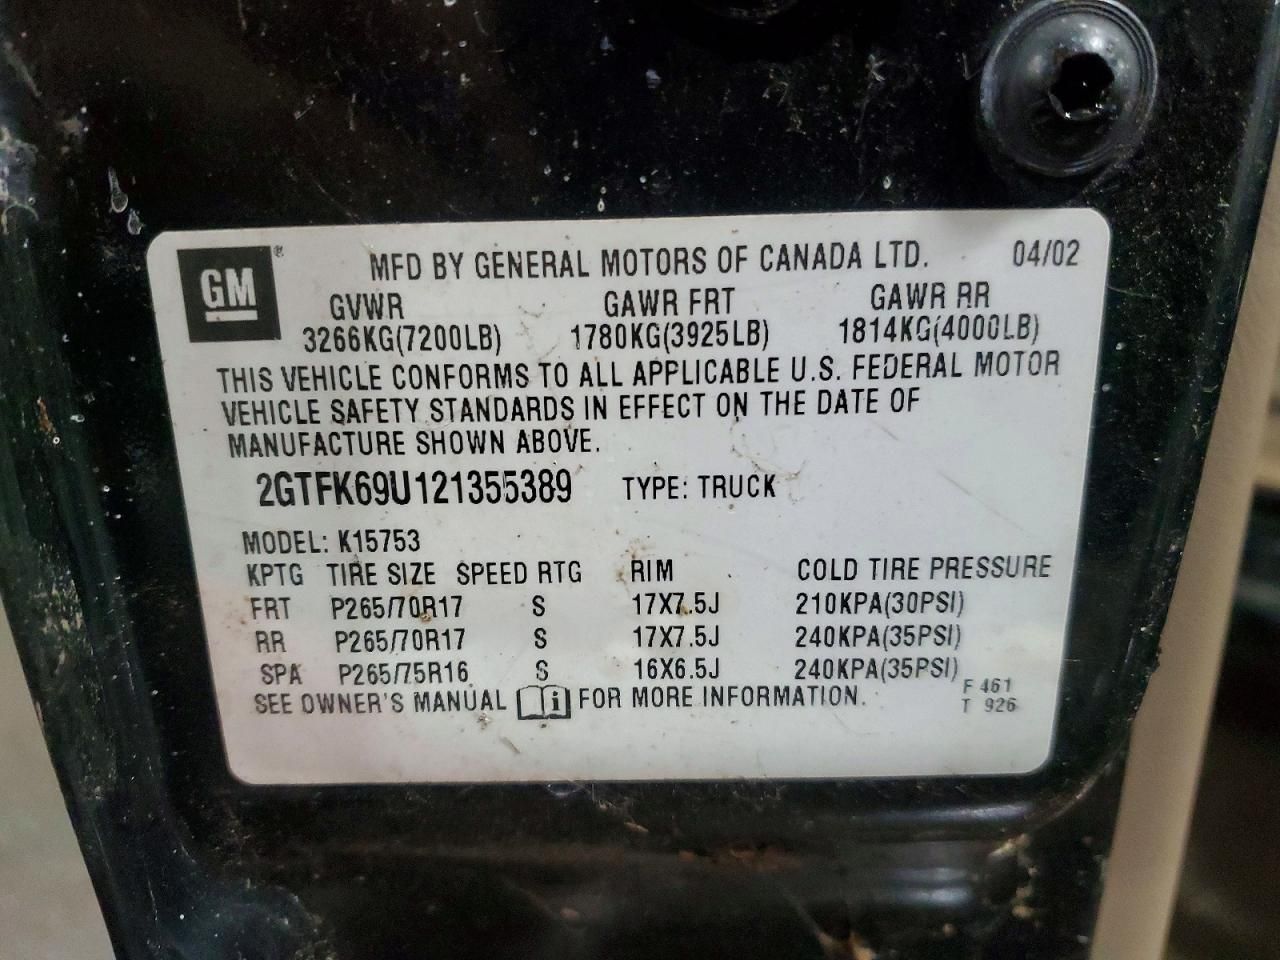 GM ®
MFD BY GENERAL MOTORS OF CANADA LTD. 04/02
GVWR GAWR FRT GAWR RR
3266KG(7200LB) 1780KG(3925LB) 1814KG(4000LB)
THIS VEHICLE CONFORMS TO ALL APPLICABLE U.S. FEDERAL MOTOR
VEHICLE SAFETY STANDARDS IN EFFECT ON THE DATE OF
MANUFACTURE SHOWN ABOVE.
2GTFK69U121355389 TYPE: TRUCK
MODEL: K15753
KPTG TIRE SIZE SPEED RTG RIM COLD TIRE PRESSURE
FRT P265/70R17 S 17X7.5J 210KPA(30PSI)
RR P265/70R17 S 17X7.5J 240KPA(35PSI)
SPA P265/75R16 S 16X6.5J 240KPA(35PSI)
SEE OWNER'S MANUAL i FOR MORE INFORMATION.
F 461
T 926